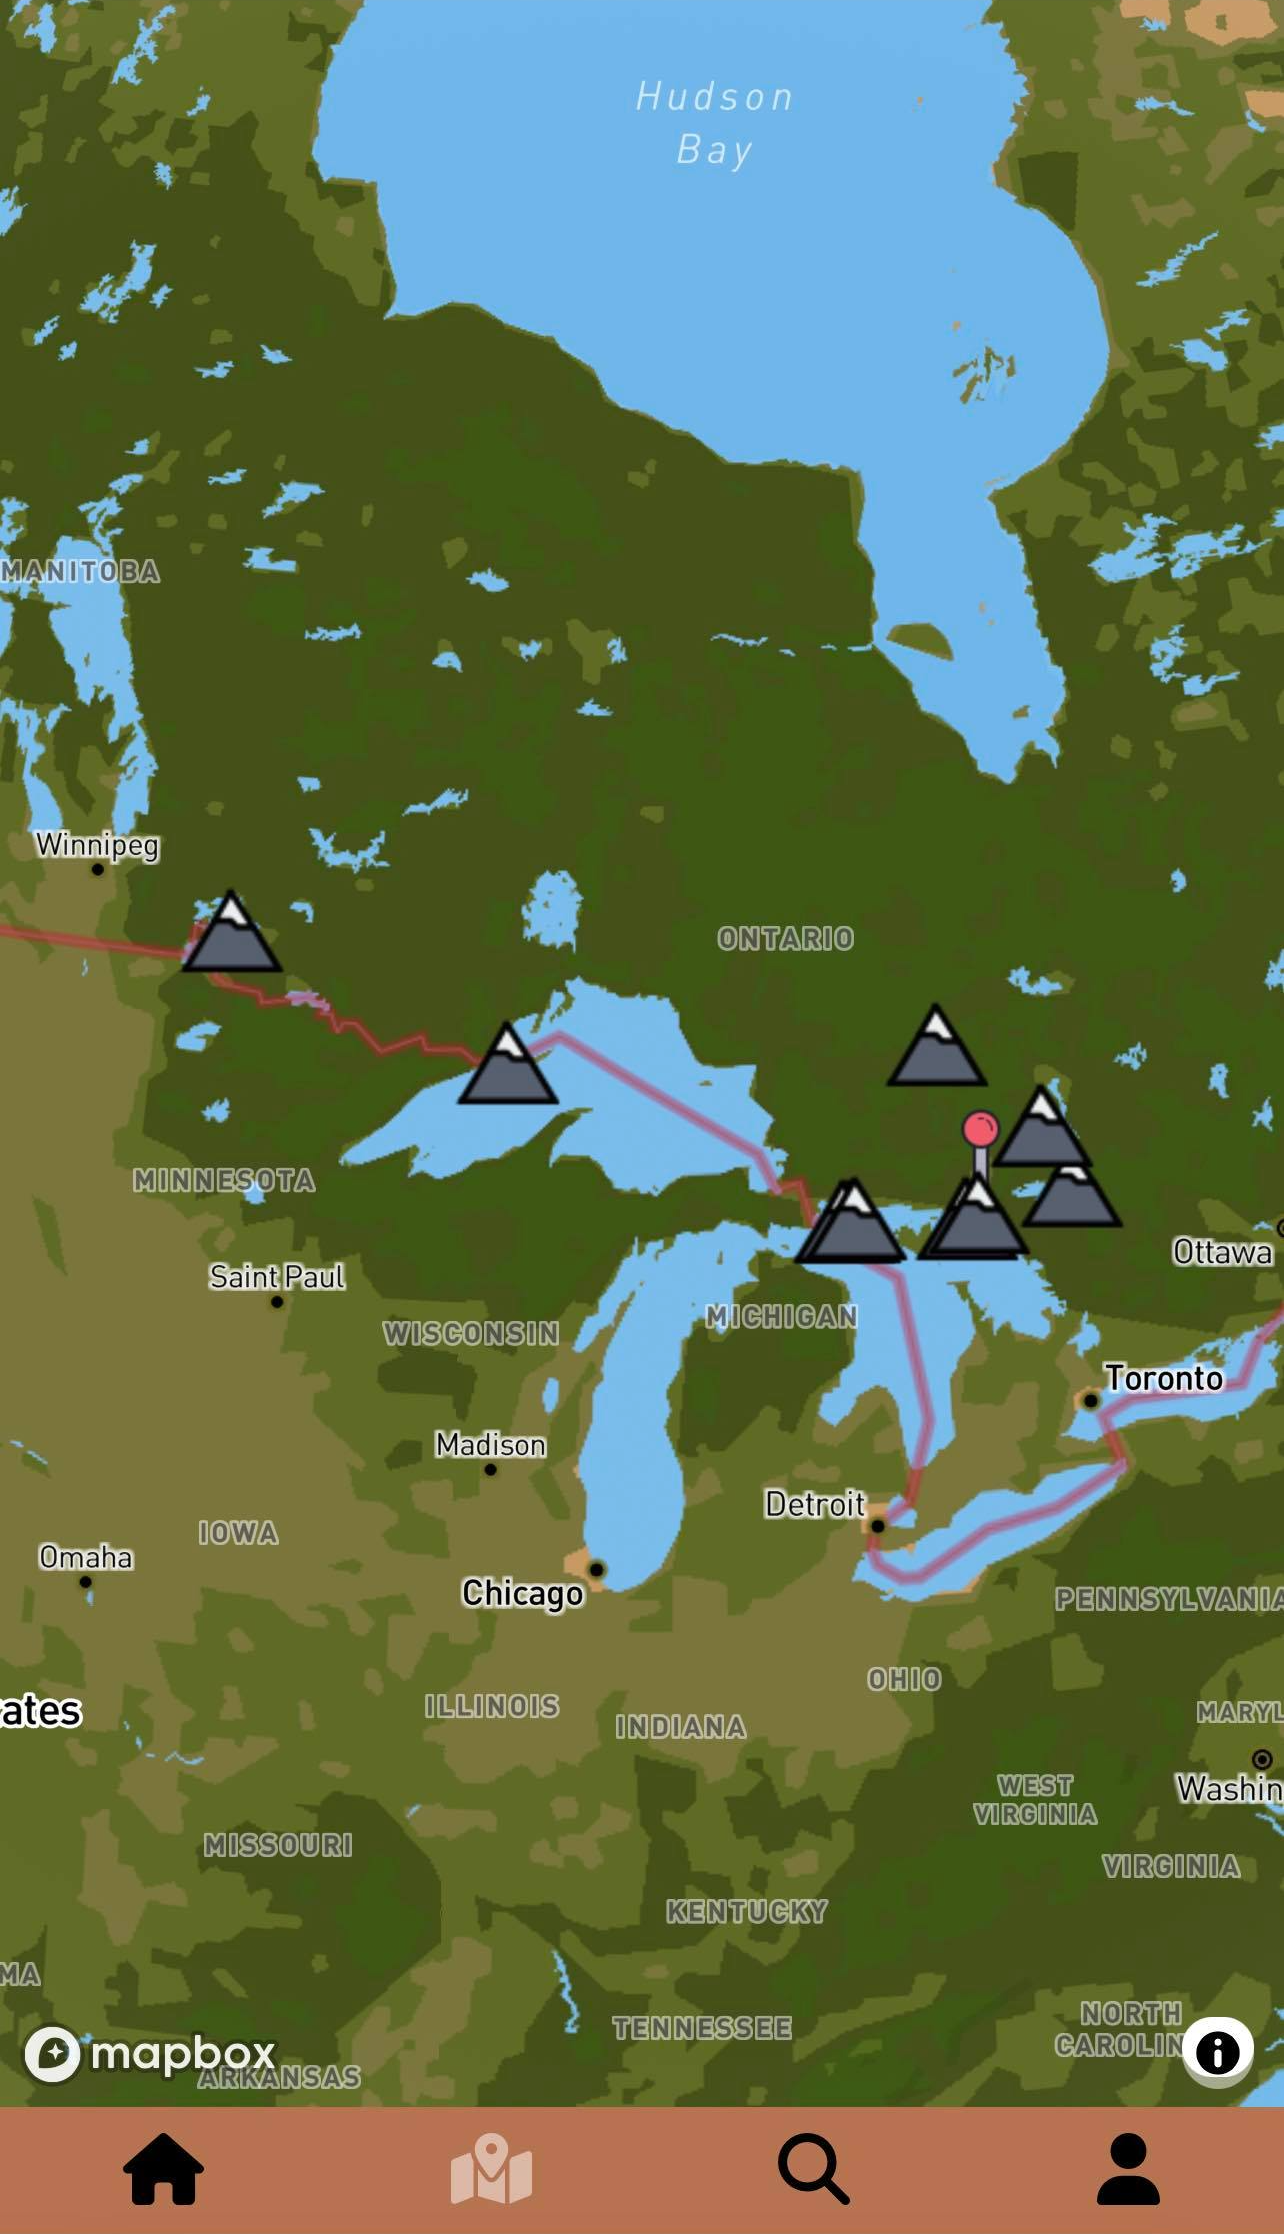 Hudson
Bay
MANITOBA
Winnipeg
ONTARIO
MINNESOTA
Ottawa
Saint Paul
MICHIGAN
WISCONSIN
Toronto
Madison
Detroit
IOWA
Omaha
Chicago
PENNSYLVANIA
OHIO
ates
ILLINOIS
MARYL
INDIANA
WEST
VIRGINIA
Washin
MISSOURI
VIRGINIA
KENTUCKY
MA
NORTH
CAROLIN
TENNESSEE
mapbox
ARKANSAS